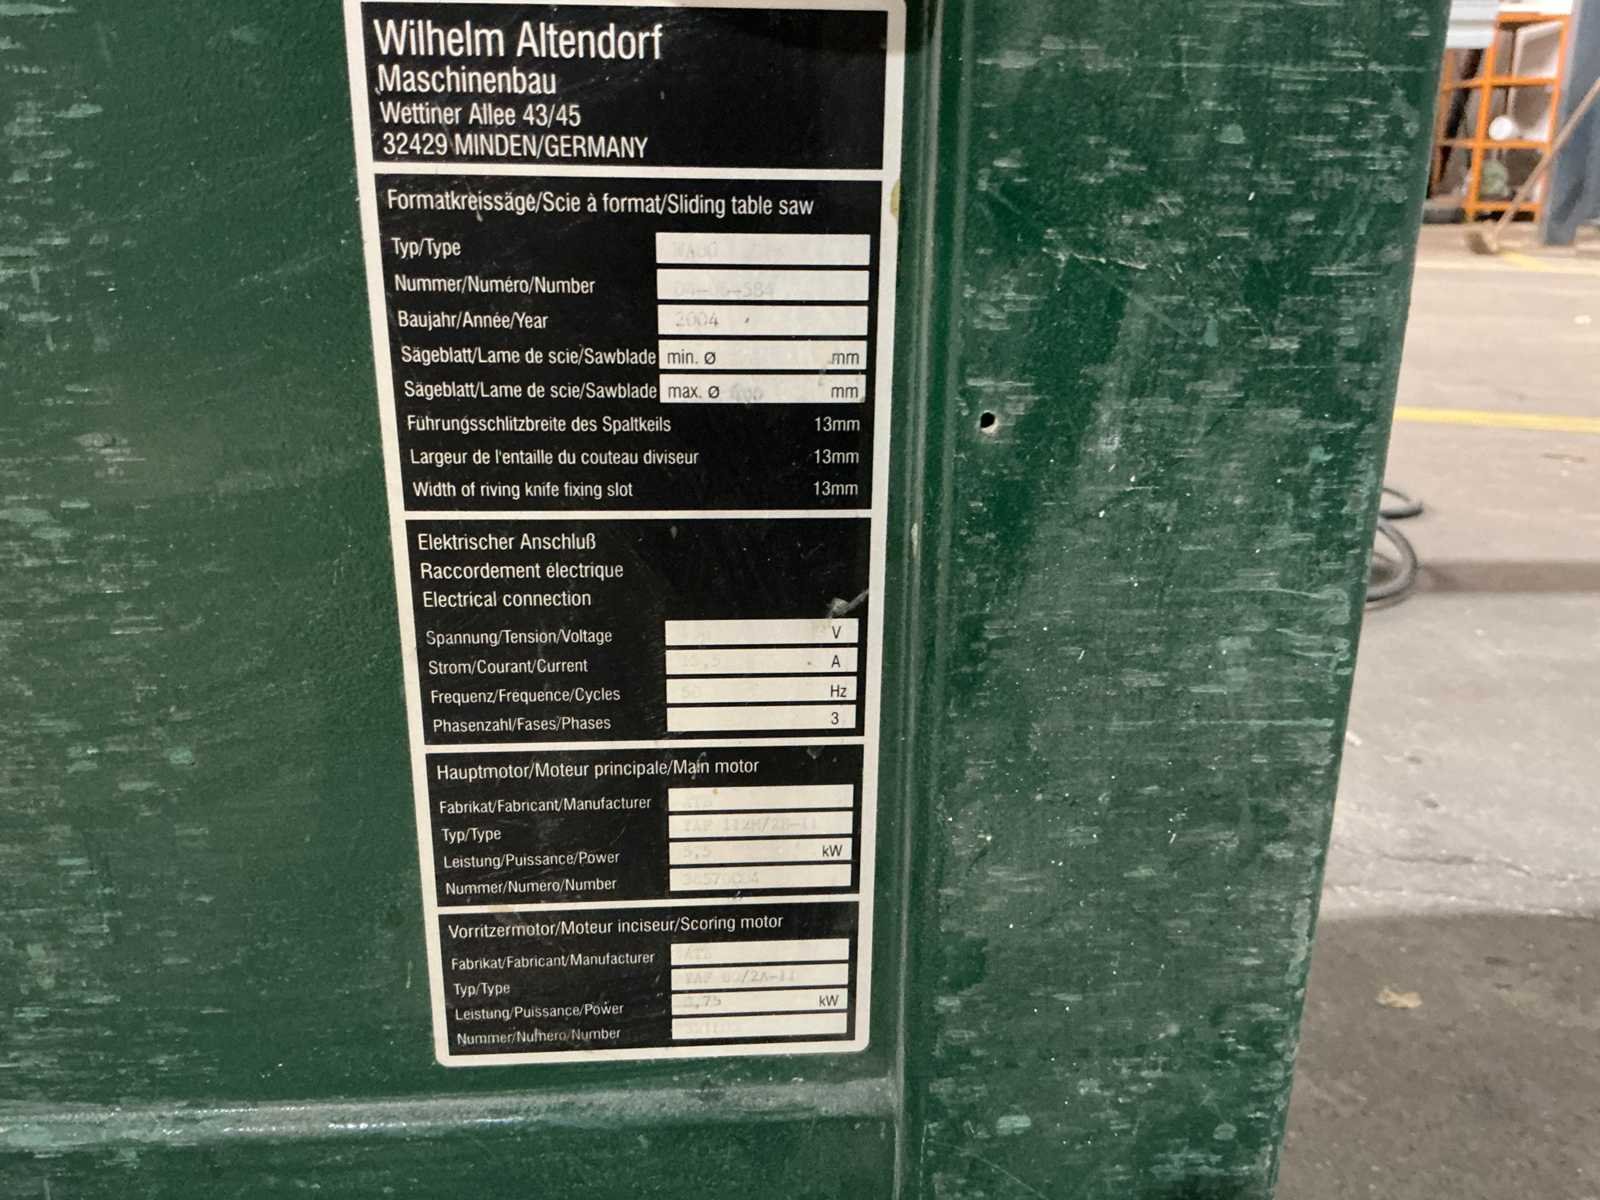 Wilhelm Altendorf
Maschinenbau
Wettiner Allee 43/45
32429 MINDEN/GERMANY
Formatkreissäge/Scie à format/Sliding table saw
Typ/Type
Nummer/Numéro/Number
Baujahr/Année/Year 2004
Sägeblatt/Lame de scie/Sawblade min. ø mm
Sägeblatt/Lame de scie/Sawblade max. ø mm
Führungsschlitzbreite des Spaltkeils 13mm
Largeur de l'entaille du couteau diviseur 13mm
Width of riving knife fixing slot 13mm
Elektrischer Anschluß
Raccordement électrique
Electrical connection
Spannung/Tension/Voltage V
Strom/Courant/Current A
Frequenz/Frequence/Cycles 50 Hz
Phasenzahl/Fases/Phases 3
Hauptmotor/Moteur principale/Main motor
Fabrikat/Fabricant/Manufacturer
Typ/Type
Leistung/Puissance/Power 5,5 kW
Nummer/Numero/Number
Vorritzermotor/Moteur inciseur/Scoring motor
Fabrikat/Fabricant/Manufacturer
Typ/Type
Leistung/Puissance/Power 0,75 kW
Nummer/Numero/Number